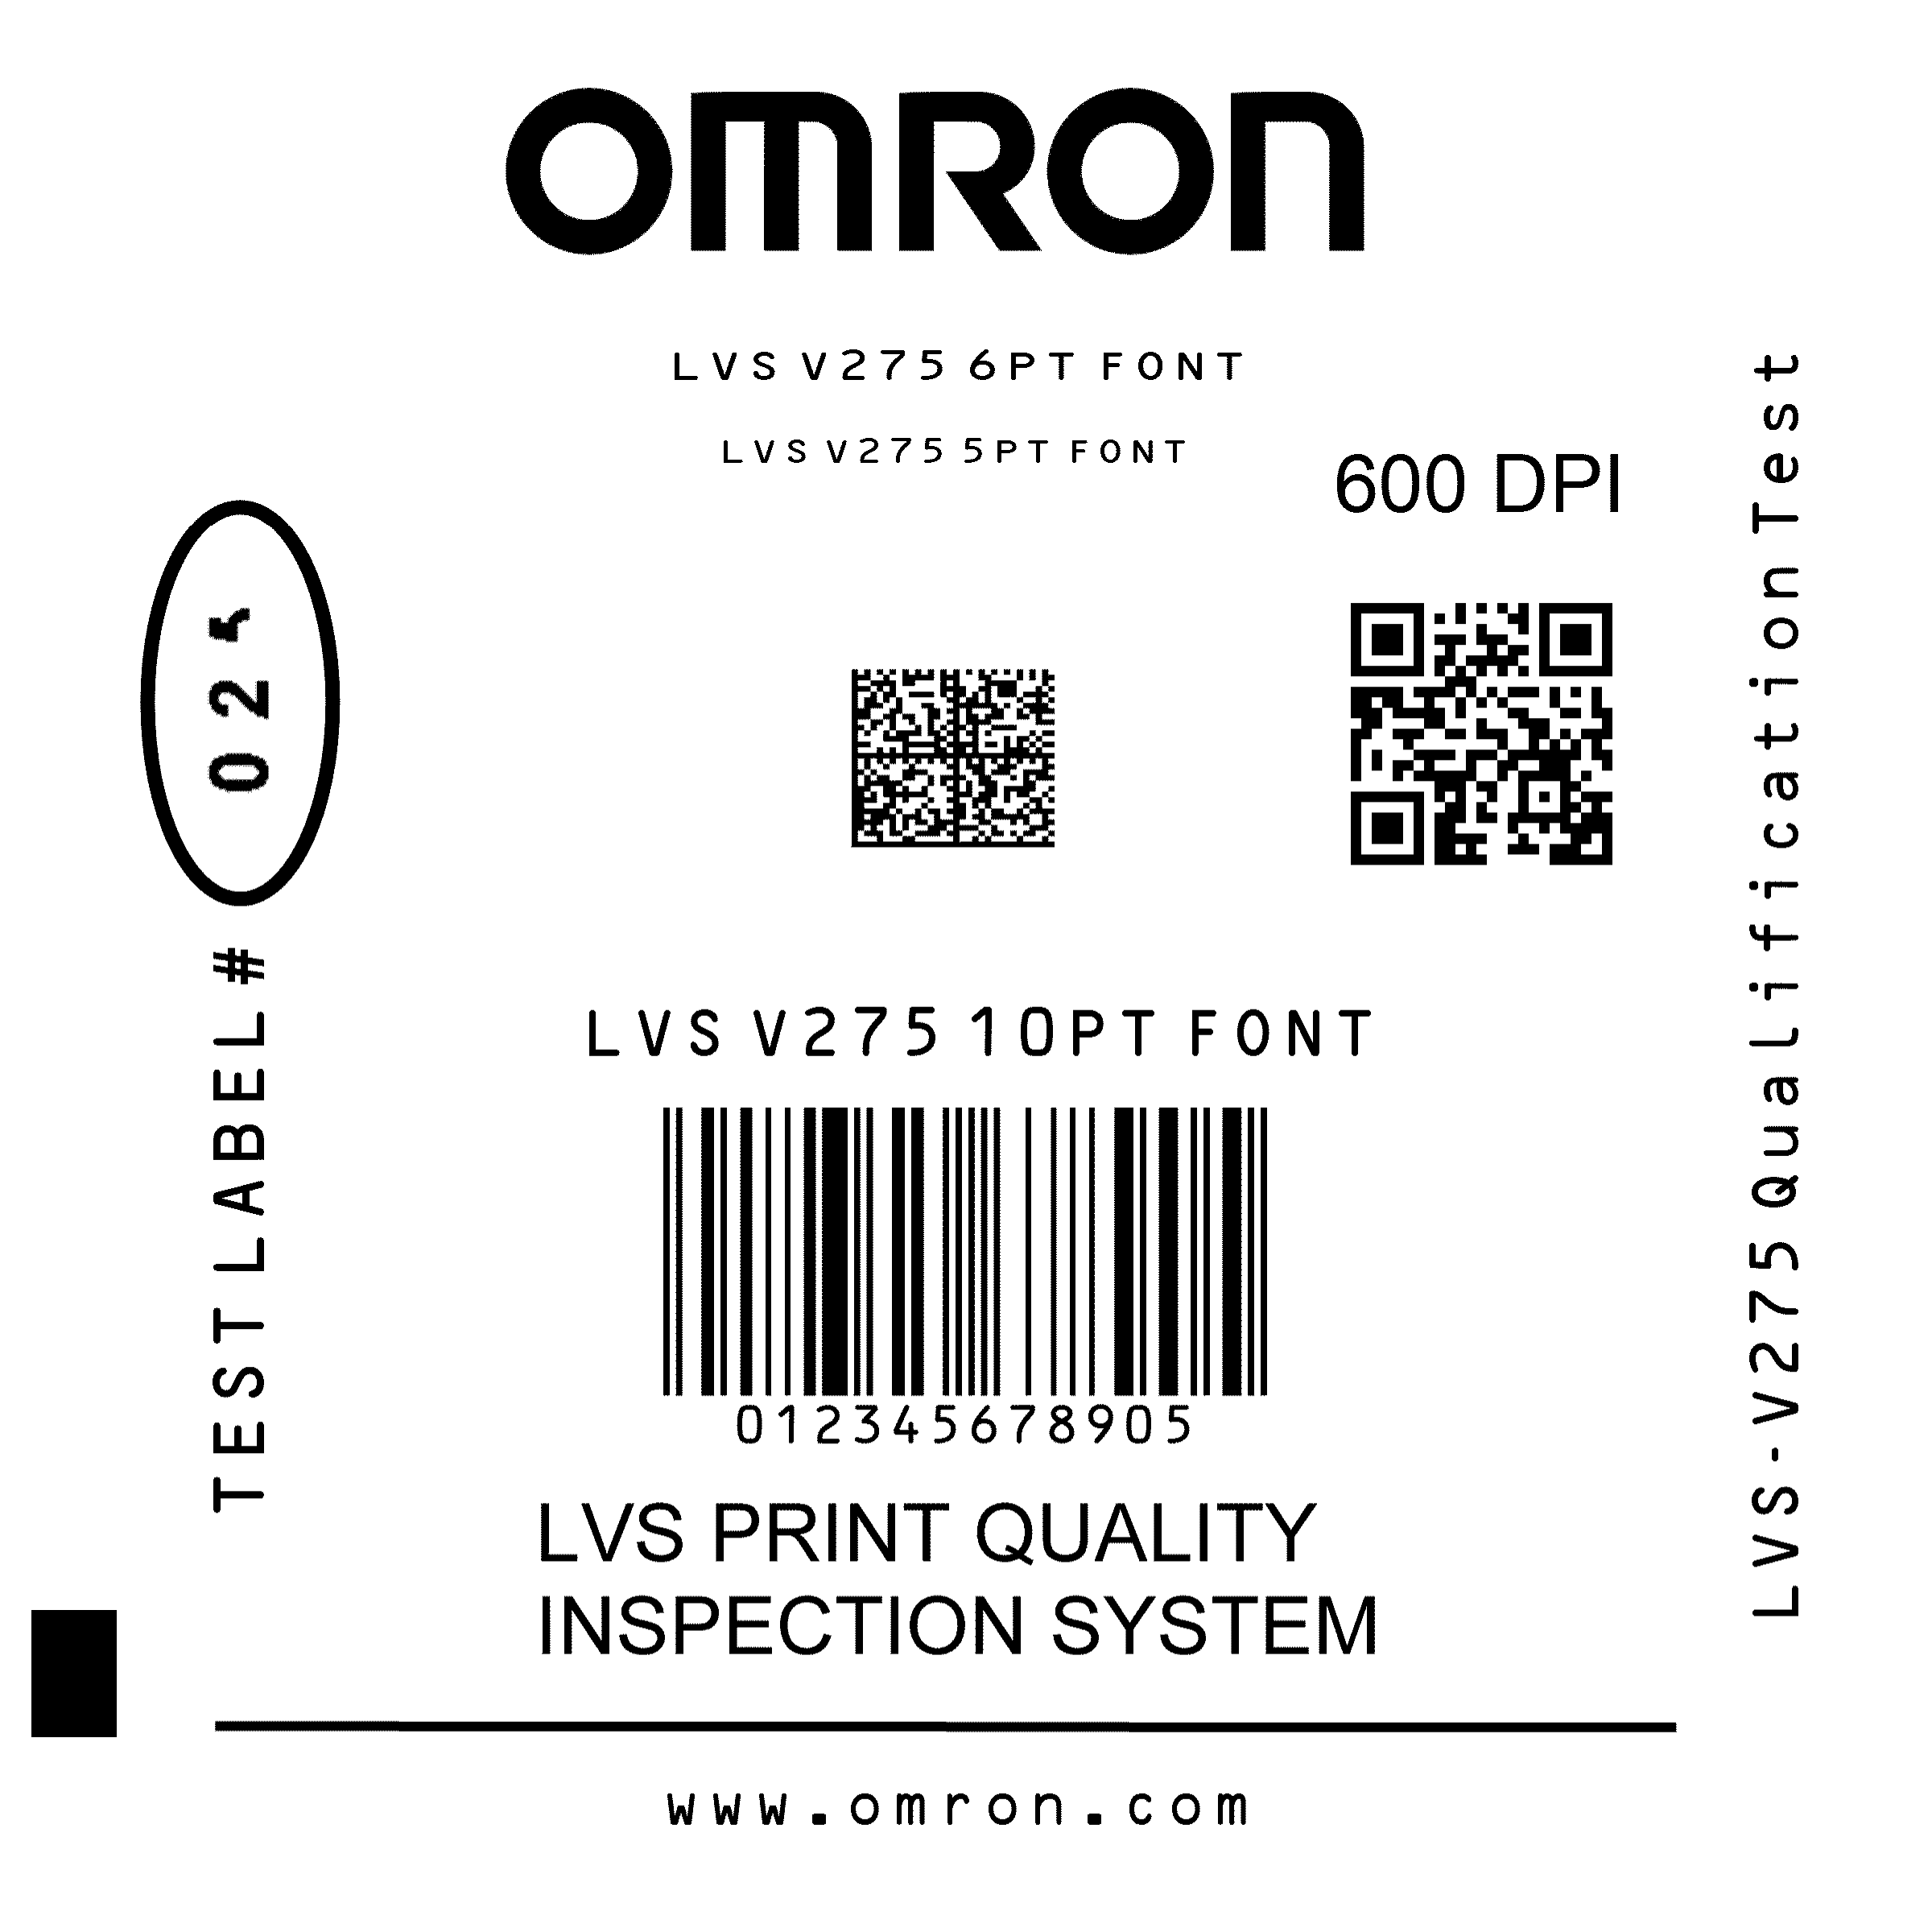 OMRON
LVS V275 6PT FONT
LVS V275 5PT FONT
600 DPI
TEST LABEL #
LVS-V275 Qualification Test
LVS V275 10PT FONT
012345678905
LVS PRINT QUALITY
INSPECTION SYSTEM
www.omron.com